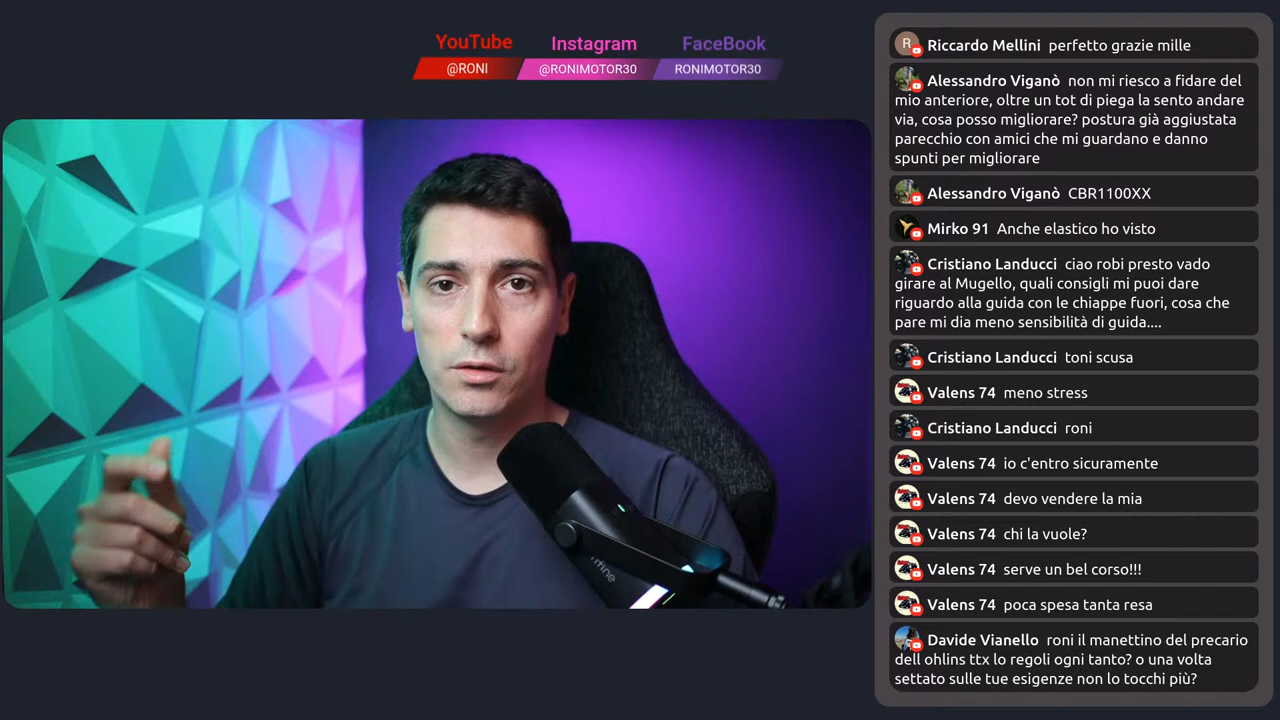 YouTube Instagram FaceBook
@RONI @RONIMOTOR30 RONIMOTOR30
R Riccardo Mellini perfetto grazie mille
Alessandro Viganò non mi riesco a fidare del
mio anteriore, oltre un tot di piega la sento andare
via, cosa posso migliorare? postura già aggiustata
parecchio con amici che mi guardano e danno
spunti per migliorare
Alessandro Viganò CBR1100XX
Mirko 91 Anche elastico ho visto
Cristiano Landucci ciao robi presto vado
girare al Mugello, quali consigli mi puoi dare
riguardo alla guida con le chiappe fuori, cosa che
pare mi dia meno sensibilità di guida....
Cristiano Landucci toni scusa
Valens 74 meno stress
Cristiano Landucci roni
Valens 74 io c'entro sicuramente
Valens 74 devo vendere la mia
Valens 74 chi la vuole?
Valens 74 serve un bel corso!!!
Valens 74 poca spesa tanta resa
Davide Vianello roni il manettino del precario
dell ohlins ttx lo regoli ogni tanto? o una volta
settato sulle tue esigenze non lo tocchi più?